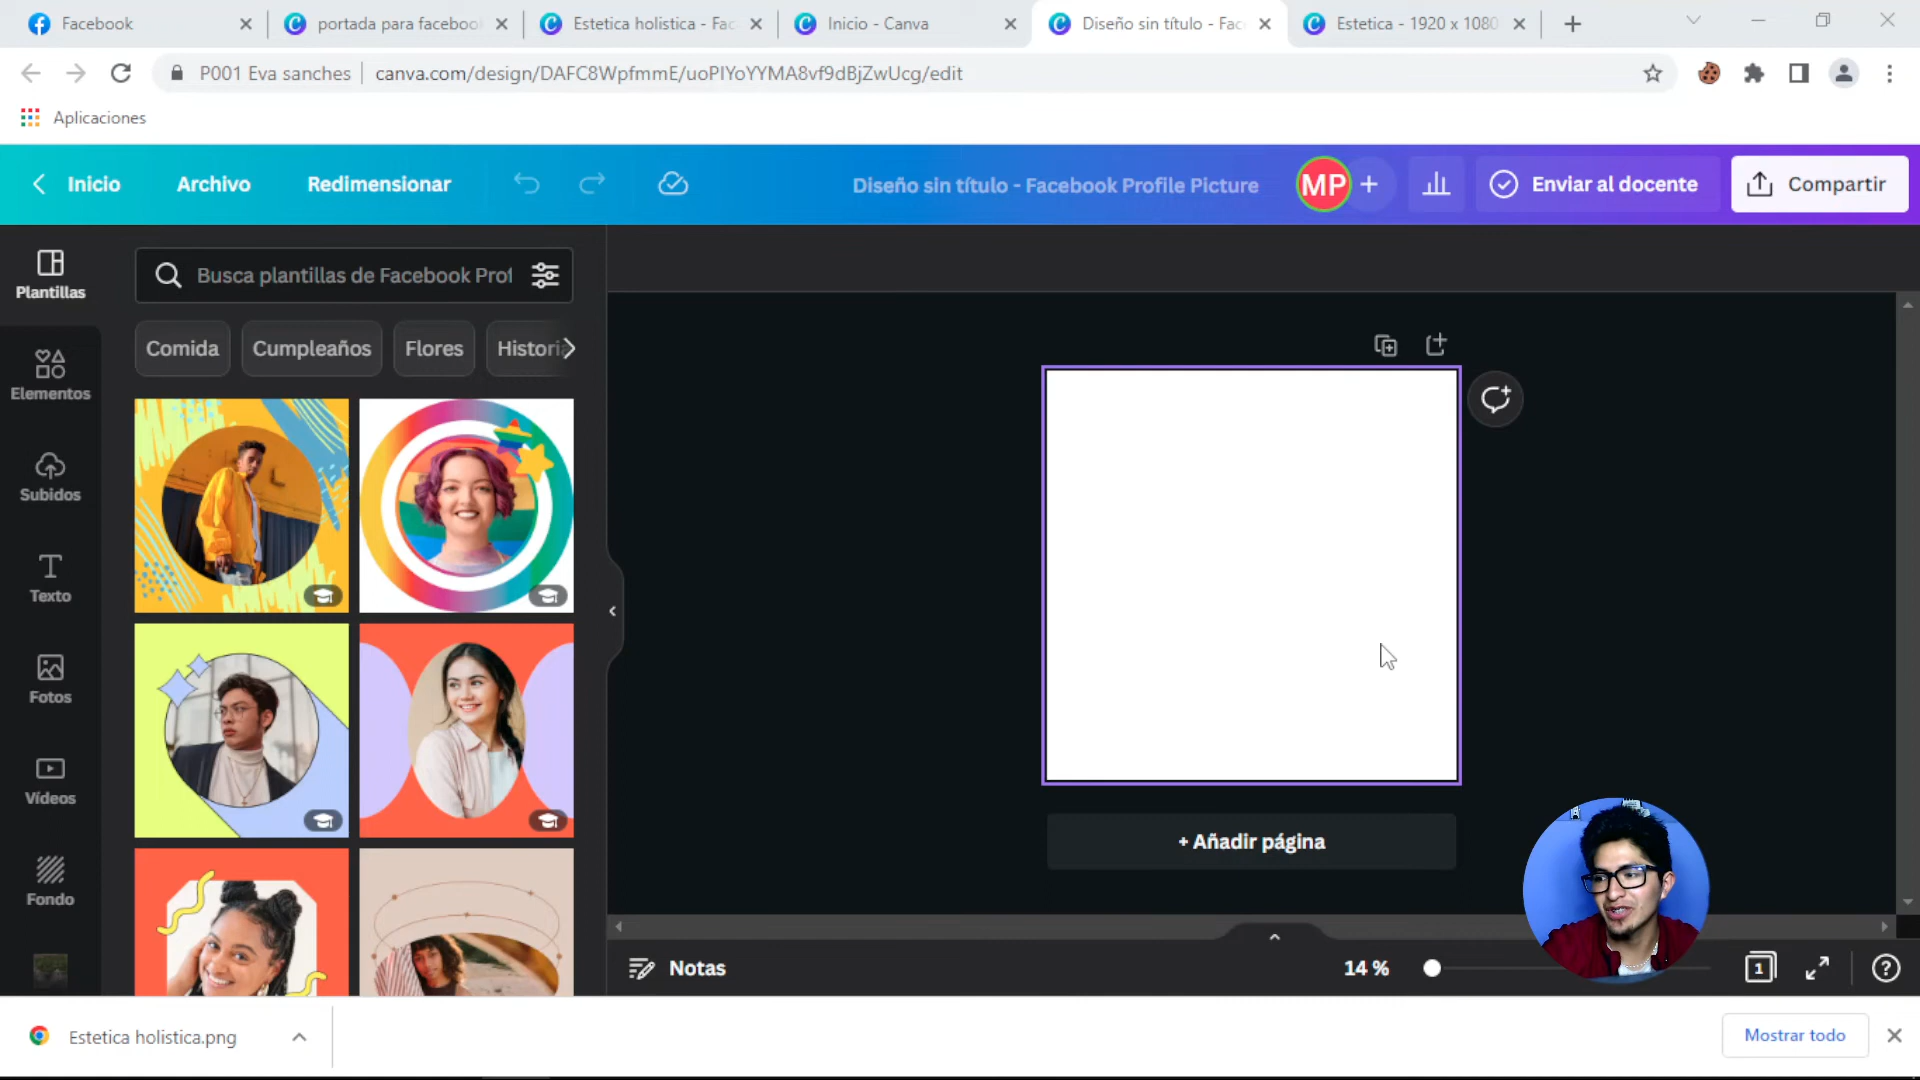 Facebook
portada para facebook
Estetica holistica - Fac
Inicio - Canva
Diseño sin título - Fac
Estetica - 1920 x 1080
P001 Eva sanches
canva.com/design/DAFC8WpfmmE/uoPIYoYYMA8vf9dBjZwUcg/edit
Aplicaciones
Inicio
Archivo
Redimensionar
Diseño sin título - Facebook Profile Picture
MP
Enviar al docente
Compartir
Plantillas
Busca plantillas de Facebook Prof
Comida
Cumpleaños
Flores
Histori
Elementos
Subidos
Texto
Fotos
Vídeos
Fondo
+ Añadir página
Notas
14 %
1
Estetica holistica.png
Mostrar todo